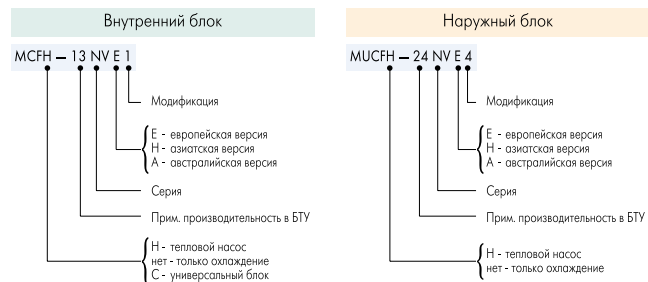 Внутренний блок
MCFH – 13 NV E 1
Модификация
Е - европейская версия
Н - азиатская версия
А - австралийская версия
Серия
Прим. производительность в БТУ
Н - тепловой насос
нет - только охлаждение
С - универсальный блок
Наружный блок
MUCFH – 24 NV E 4
Модификация
Е - европейская версия
Н - азиатская версия
А - австралийская версия
Серия
Прим. производительность в БТУ
Н - тепловой насос
нет - только охлаждение